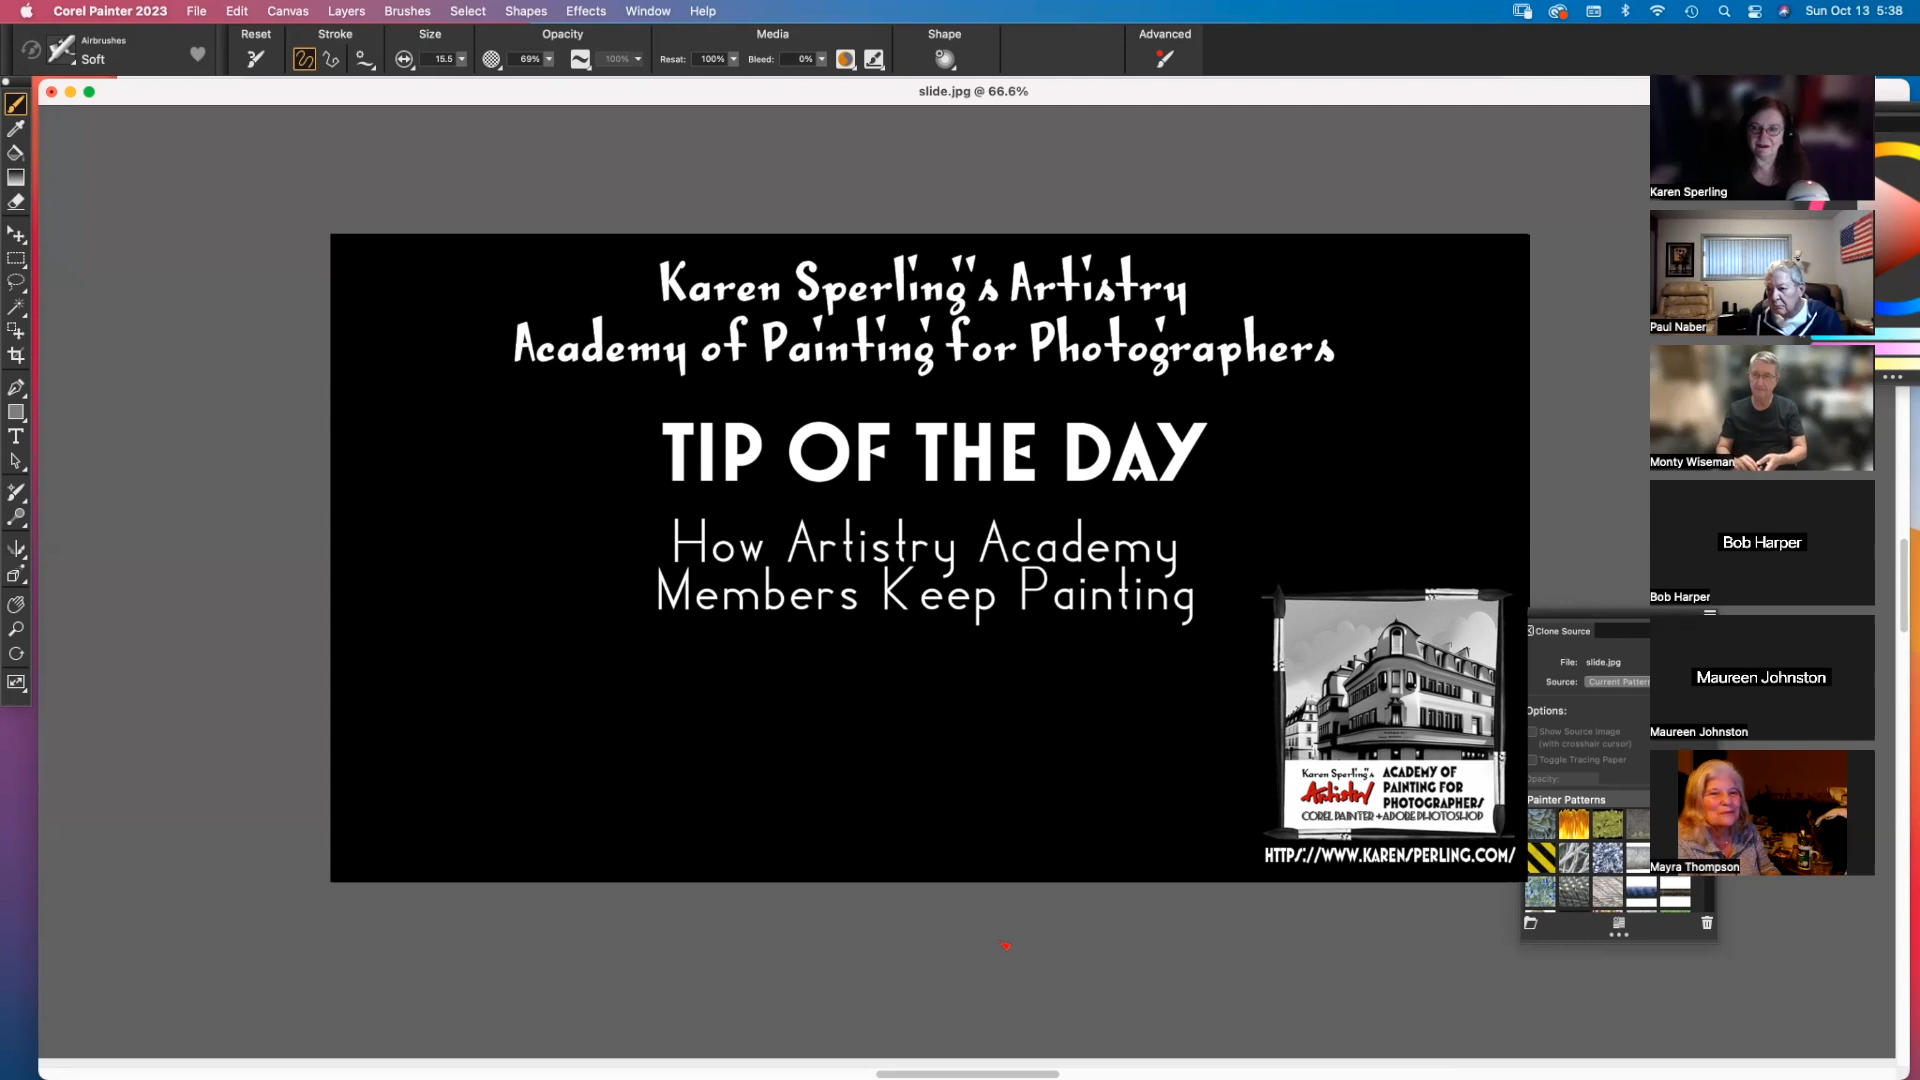 Corel Painter 2023 File Edit Canvas Layers Brushes Select Shapes Effects Window Help Sun Oct 13 5:38
Airbrushes
Soft
Reset
Stroke
Size
15.5
Opacity
69% 100%
Media
Resat: 100% Bleed: 0%
Shape
Advanced
slide.jpg @ 66.6%
Karen Sperling"s Artistry
Academy of Painting for Photographers
TIP OF THE DAY
How Artistry Academy
Members Keep Painting
Karen Sperling"s
Artistry
ACADEMY OF
PAINTING FOR
PHOTOGRAPHERS
COREL PAINTER + ADOBE PHOTOSHOP
HTTPS://WWW.KARENSPERLING.COM/
Karen Sperling
Paul Naber
Monty Wiseman
Bob Harper
Bob Harper
Maureen Johnston
Maureen Johnston
Mayra Thompson
Clone Source
File: slide.jpg
Source: Current Pattern
Options:
Show Source Image
(with crosshair cursor)
Toggle Tracing Paper
Opacity:
Painter Patterns